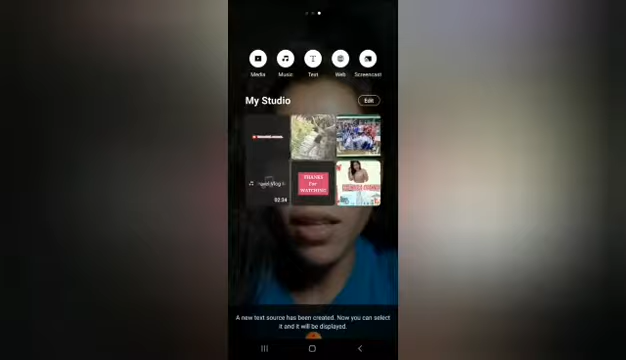 Media Music Text Web Screencast
My Studio
Edit
THANKS
For
WATCHING
02:34
A new text source has been created. Now you can select
it and it will be displayed.